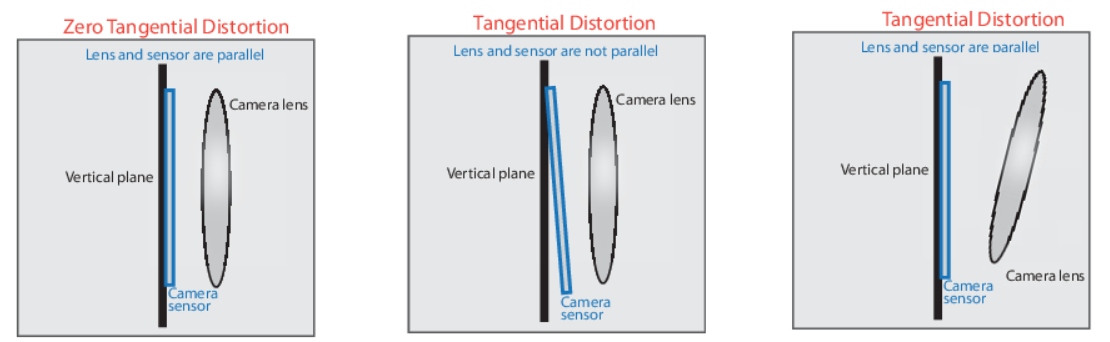 Zero Tangential Distortion
Lens and sensor are parallel
Camera lens
Vertical plane
Camera
sensor
Tangential Distortion
Lens and sensor are not parallel
Camera lens
Vertical plane
Camera
sensor
Tangential Distortion
Lens and sensor are parallel
Vertical plane
Camera lens
Camera
sensor